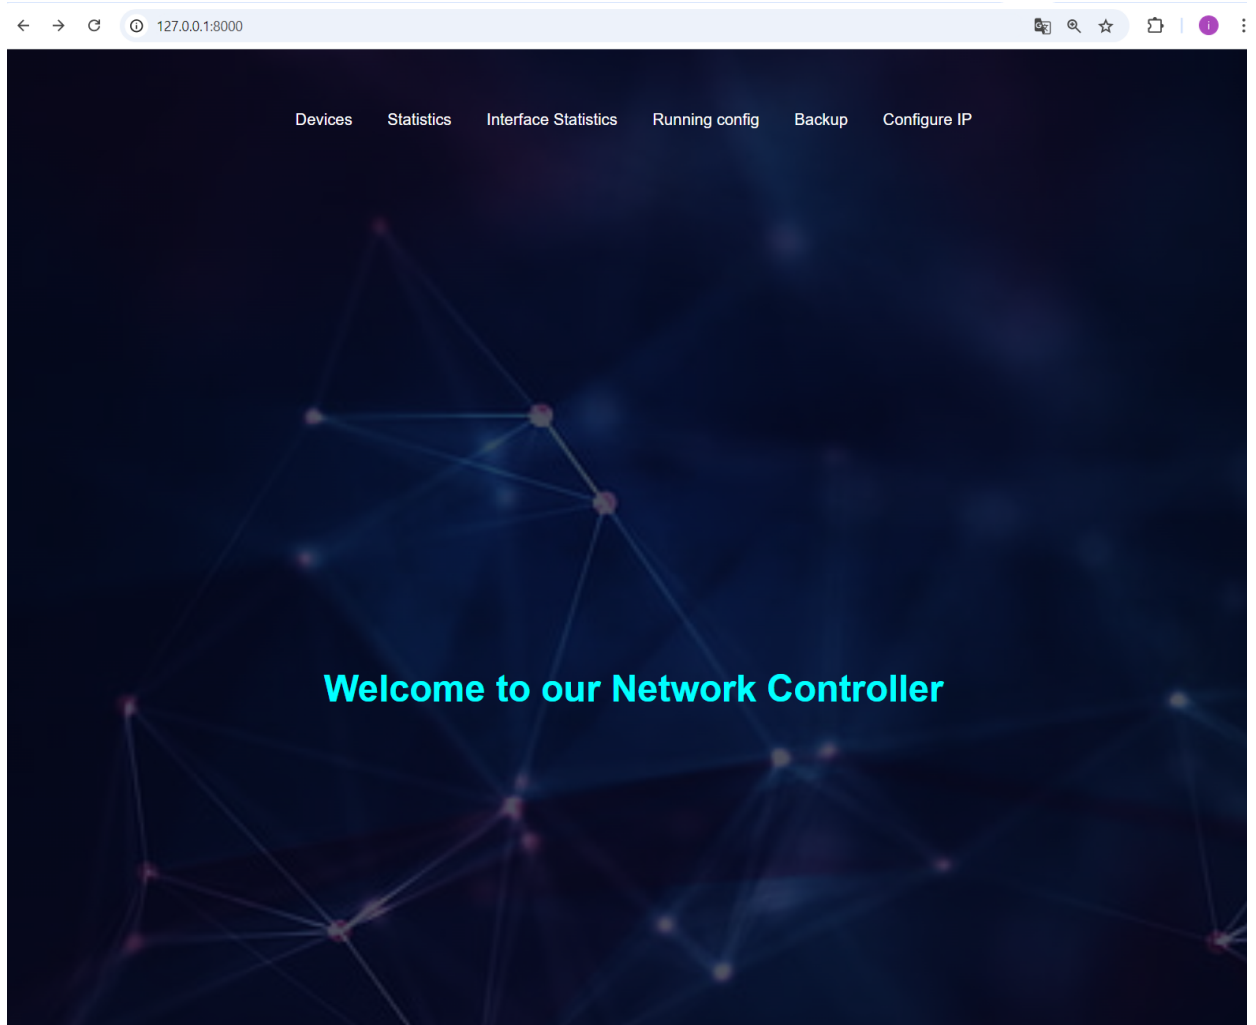 127.0.0.1:8000
i
Devices Statistics Interface Statistics Running config Backup Configure IP
Welcome to our Network Controller